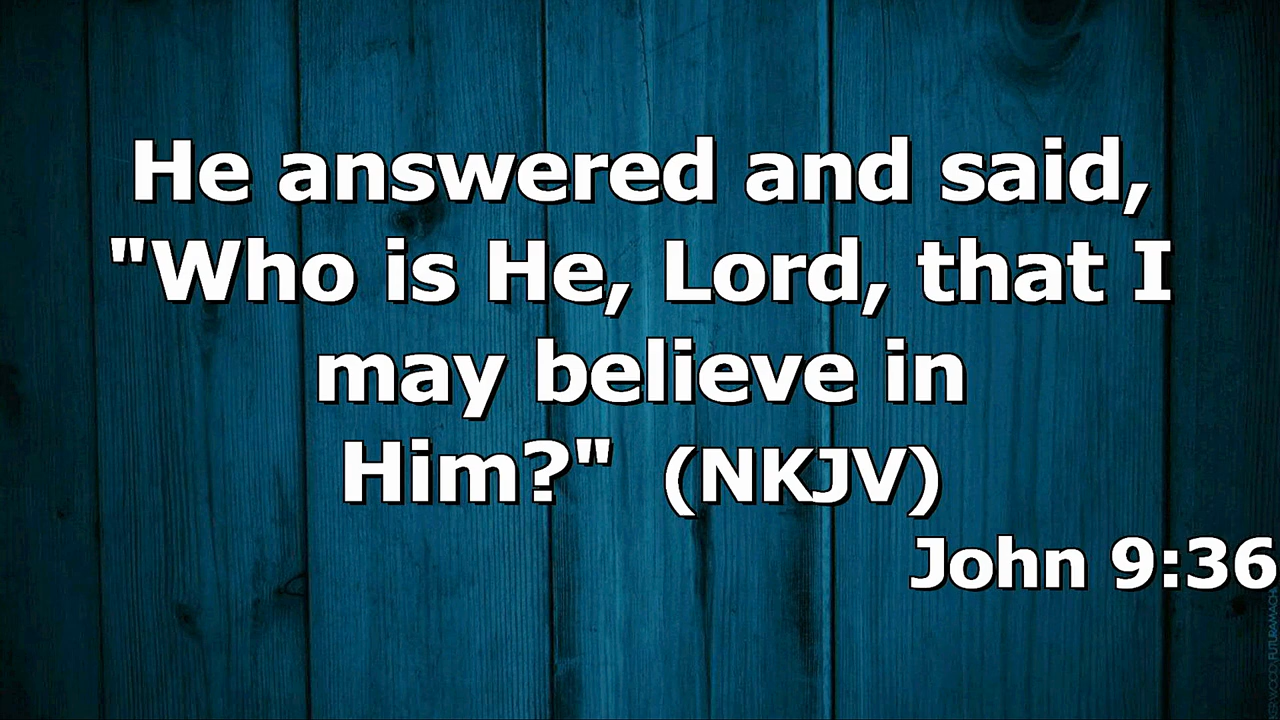 He answered and said,
"Who is He, Lord, that I
may believe in
Him?" (NKJV)
John 9:36